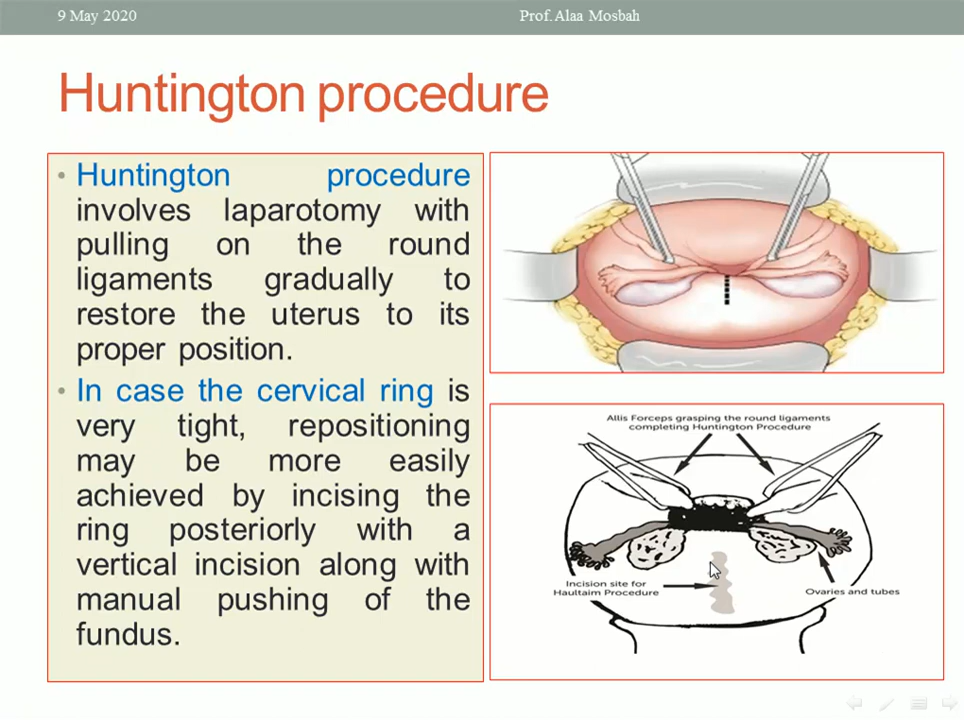 9 May 2020
Prof.Alaa Mosbah
Huntington procedure
• Huntington procedure
involves laparotomy with
pulling on the round
ligaments gradually to
restore the uterus to its
proper position.
• In case the cervical ring is
very tight, repositioning
may be more easily
achieved by incising the
ring posteriorly with a
vertical incision along with
manual pushing of the
fundus.
Allis Forceps grasping the round ligaments
completing Huntington Procedure
Incision site for
Haultaim Procedure
Ovaries and tubes